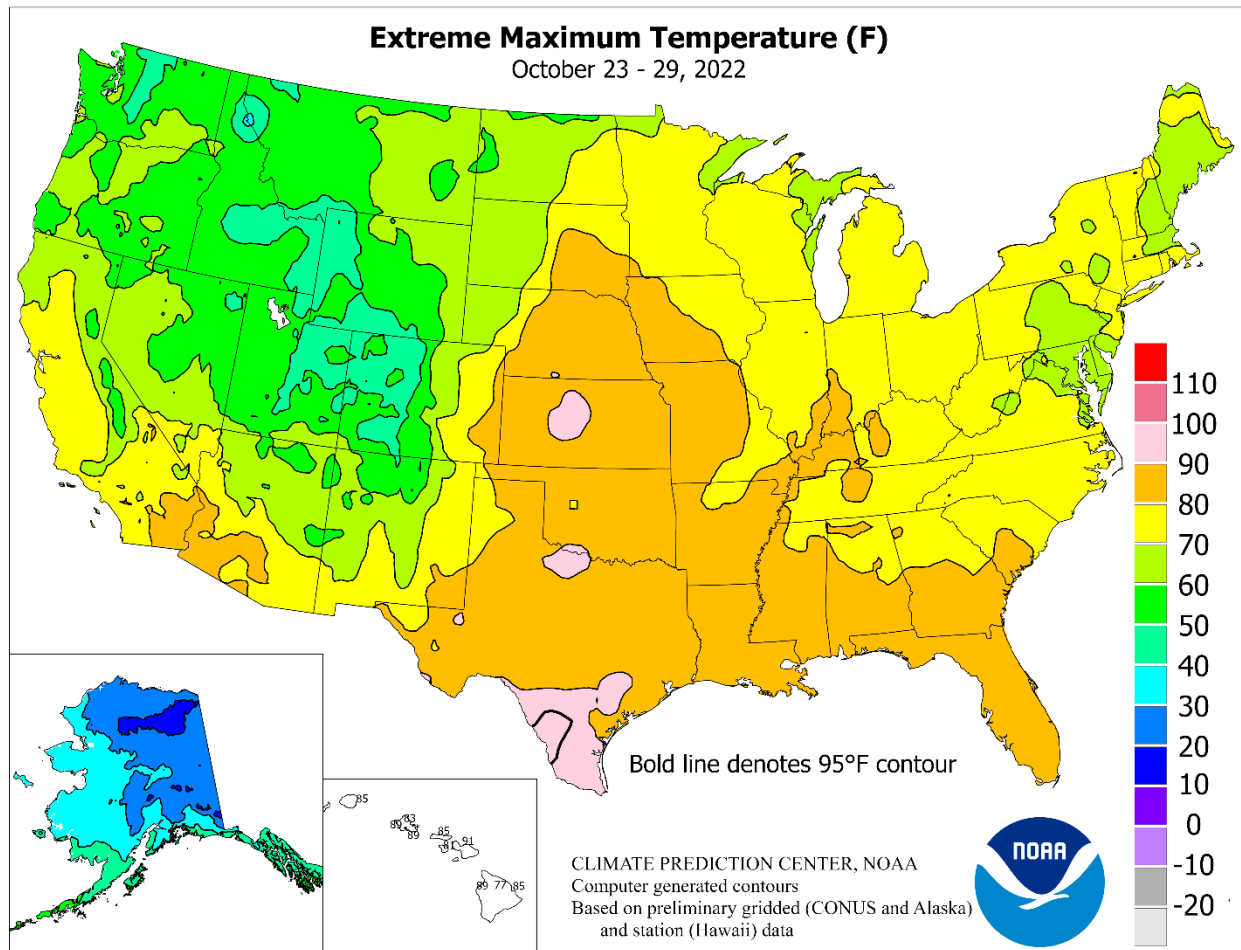 Extreme Maximum Temperature (F)
October 23 - 29, 2022
110
100
90
80
70
60
50
40
30
20
10
0
-10
-20
Bold line denotes 95°F contour
85
83
89
89
85
81
91
89 77 85
CLIMATE PREDICTION CENTER, NOAA
Computer generated contours
Based on preliminary gridded (CONUS and Alaska)
and station (Hawaii) data
NOAA